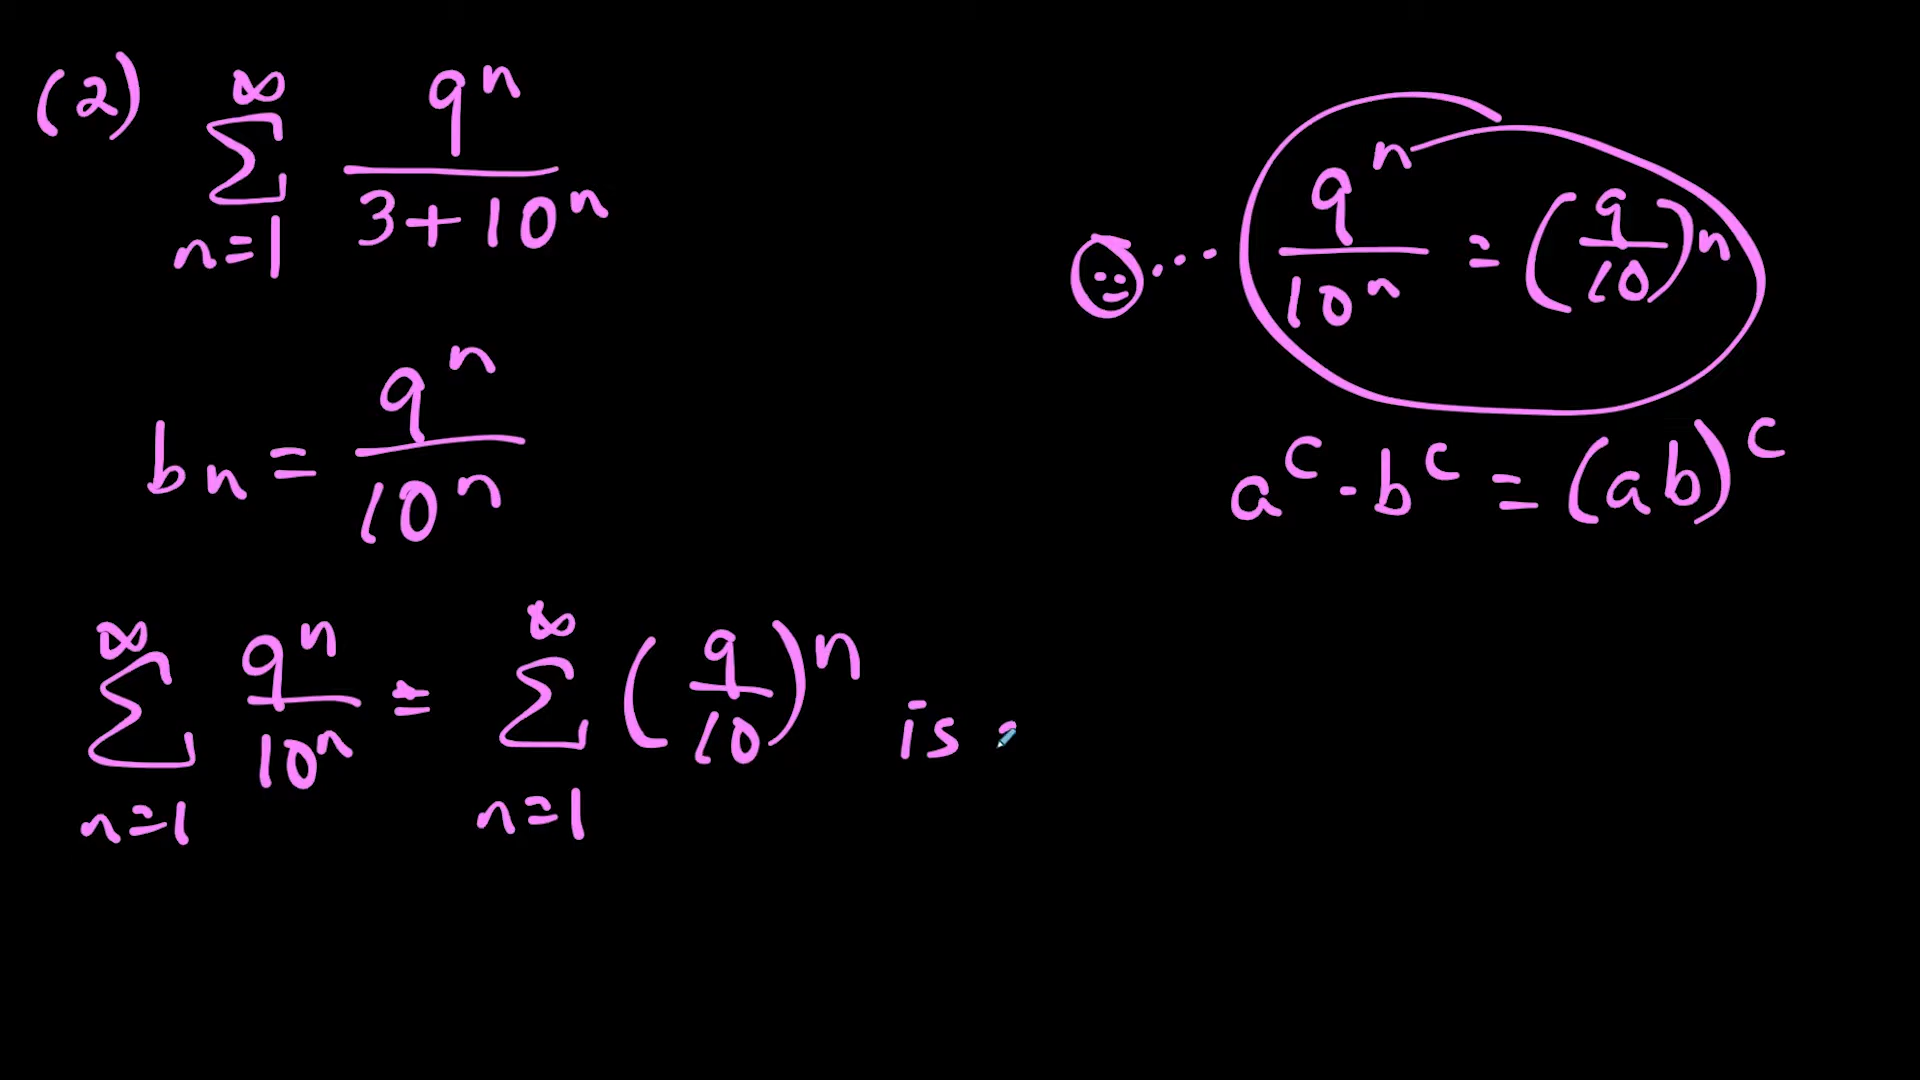 (2) ∞ ∑ n=1 9^n / 3+10^n
b_n = 9^n / 10^n
∞ ∑ n=1 9^n / 10^n = ∞ ∑ n=1 (9/10)^n is
... 9^n / 10^n = (9/10)^n
a^c · b^c = (ab)^c